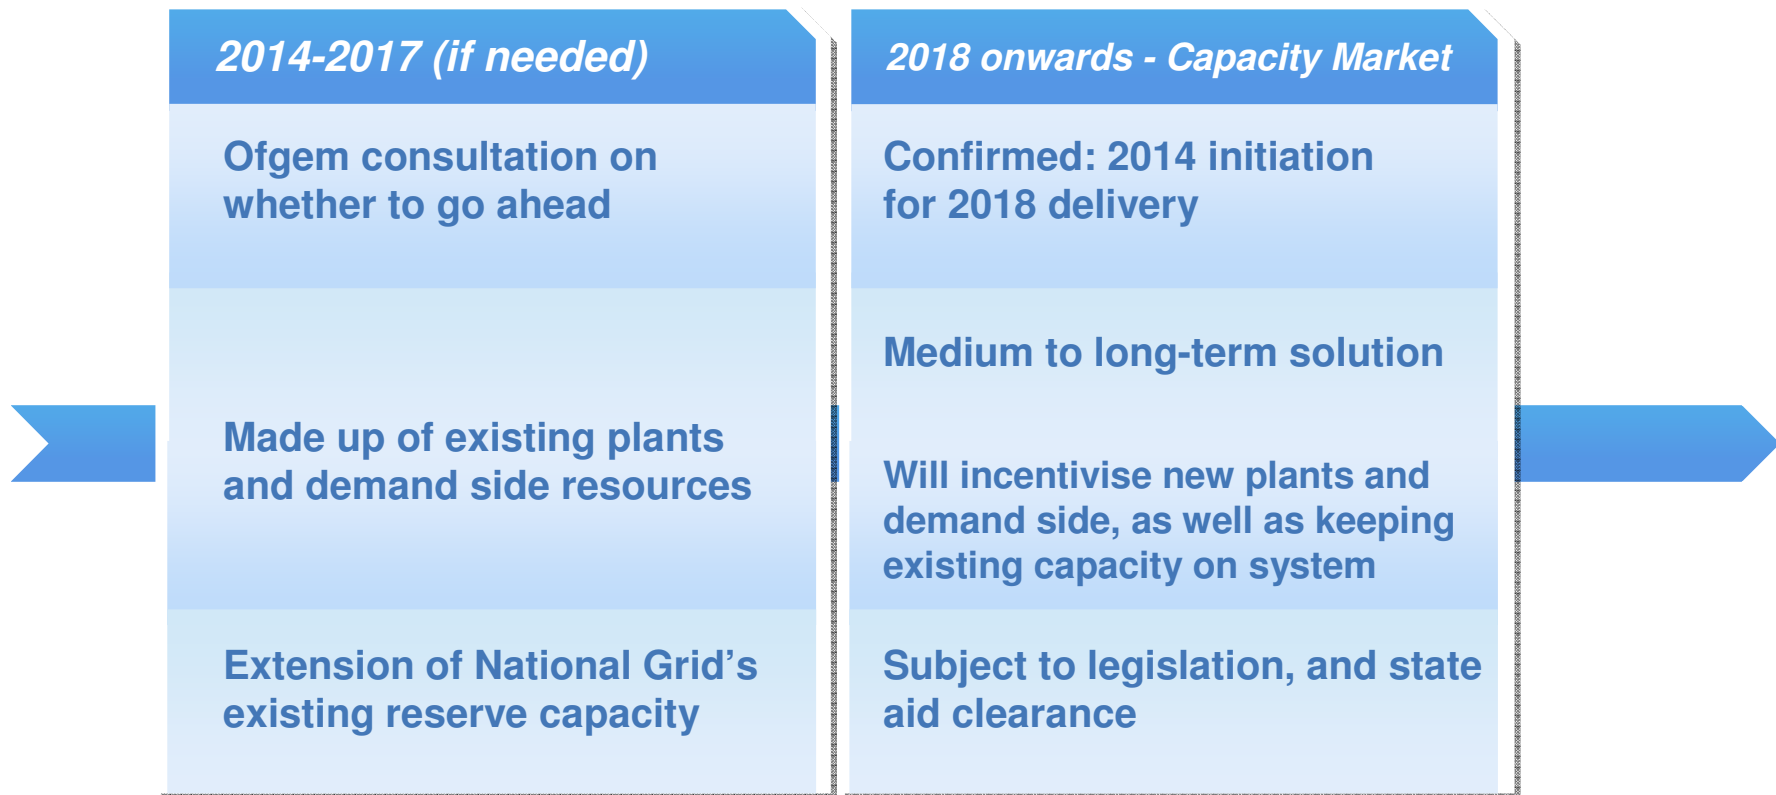 2014-2017 (if needed)
Ofgem consultation on
whether to go ahead
Made up of existing plants
and demand side resources
Extension of National Grid’s
existing reserve capacity
2018 onwards - Capacity Market
Confirmed: 2014 initiation
for 2018 delivery
Medium to long-term solution
Will incentivise new plants and
demand side, as well as keeping
existing capacity on system
Subject to legislation, and state
aid clearance